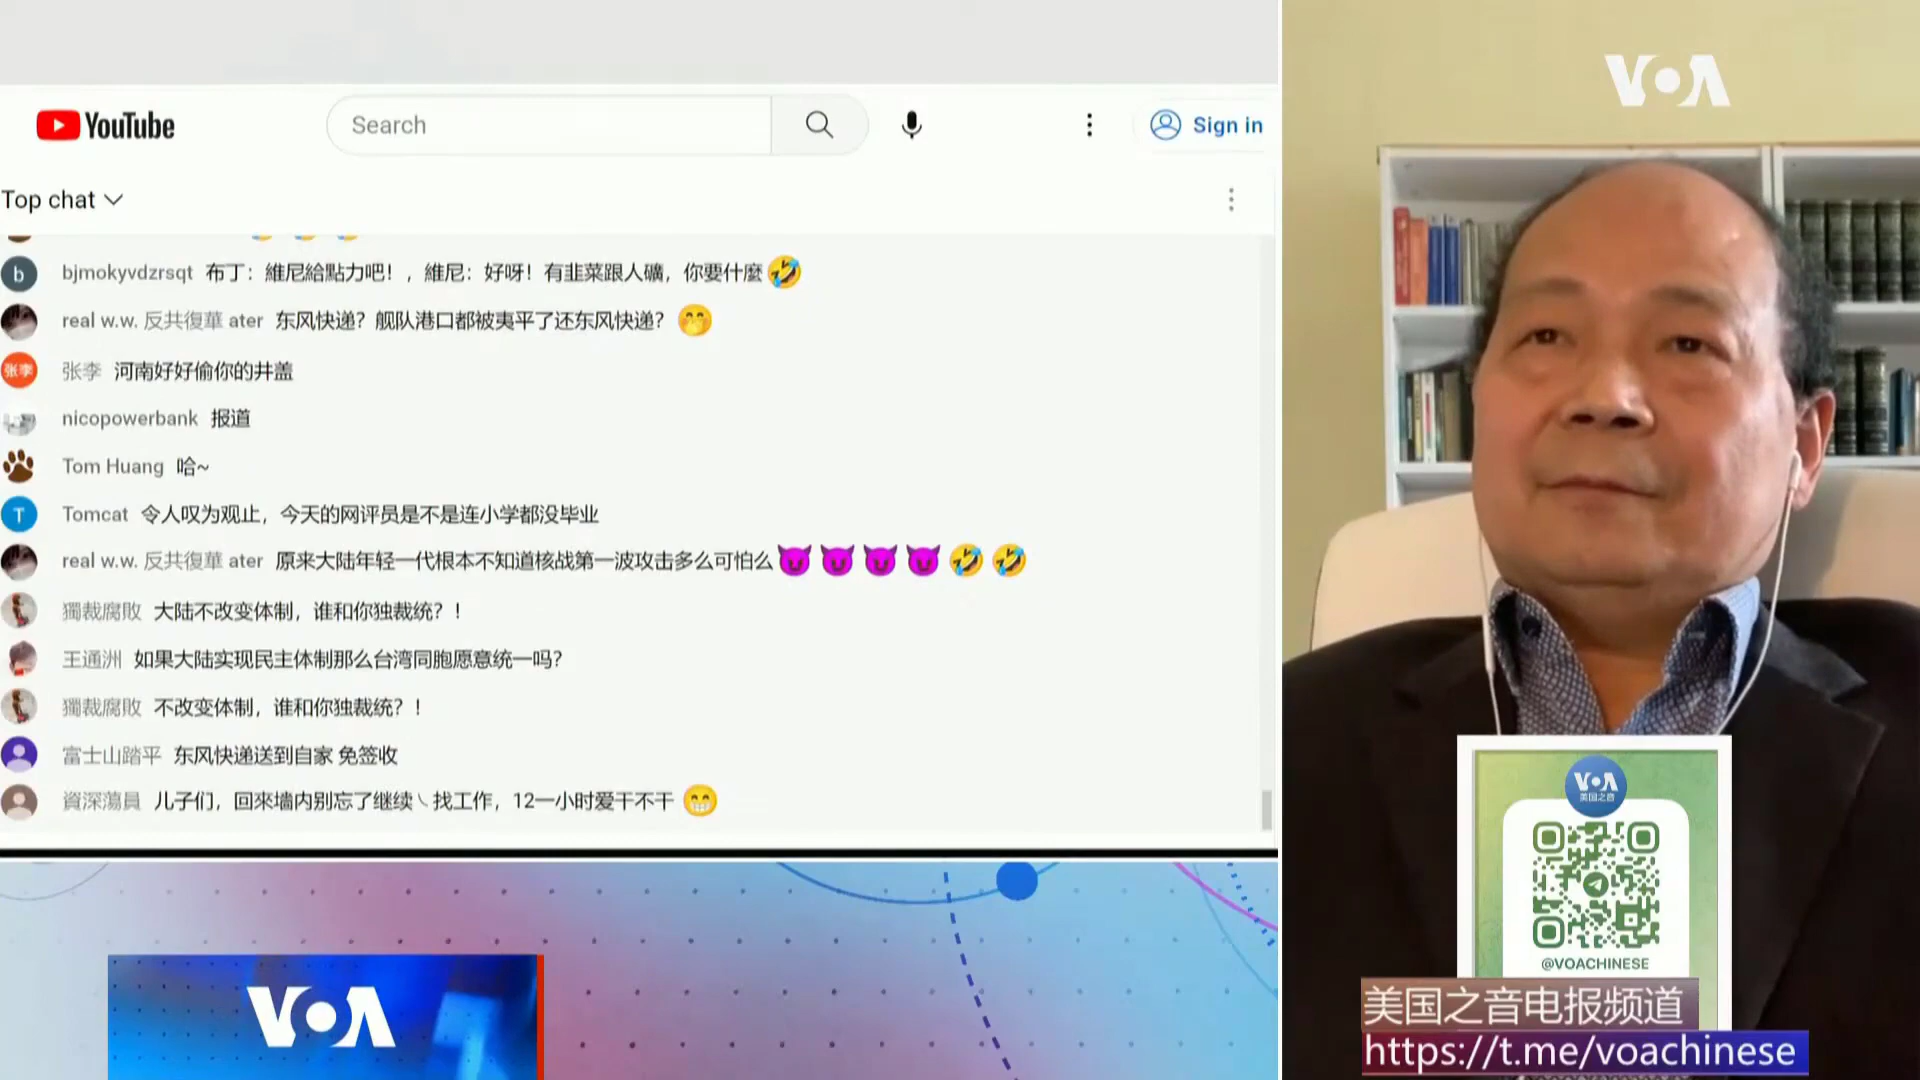 VOA
YouTube
Search
Sign in
Top chat
b
bjmokyvdzrsqt 布丁：維尼給點力吧！，維尼：好呀！有韭菜跟人礦，你要什麼
real w.w. 反共復華 ater 东风快递？舰队港口都被夷平了还东风快递？
张李
张李 河南好好偷你的井盖
nicopowerbank 报道
Tom Huang 哈~
T
Tomcat 令人叹为观止，今天的网评员是不是连小学都没毕业
real w.w. 反共復華 ater 原来大陆年轻一代根本不知道核战第一波攻击多么可怕么
獨裁腐敗 大陆不改变体制，谁和你独裁统？！
王通洲 如果大陆实现民主体制那么台湾同胞愿意统一吗？
獨裁腐敗 不改变体制，谁和你独裁统？！
富士山踏平 东风快递送到自家 免签收
資深蕩員 儿子们，回來墙内别忘了继续㇏找工作，12一小时爱干不干
VOA
美国之音
@VOACHINESE
美国之音电报频道
https://t.me/voachinese
VOA